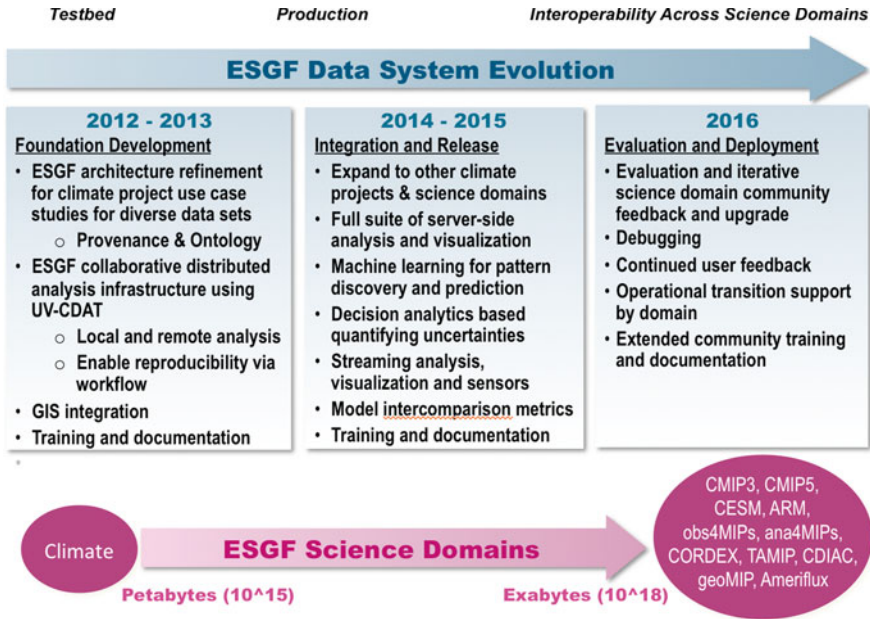 Testbed
Production
Interoperability Across Science Domains
ESGF Data System Evolution
2012 - 2013
Foundation Development
• ESGF architecture refinement
for climate project use case
studies for diverse data sets
o Provenance & Ontology
• ESGF collaborative distributed
analysis infrastructure using
UV-CDAT
o Local and remote analysis
o Enable reproducibility via
workflow
• GIS integration
• Training and documentation
2014 - 2015
Integration and Release
• Expand to other climate
projects & science domains
• Full suite of server-side
analysis and visualization
• Machine learning for pattern
discovery and prediction
• Decision analytics based
quantifying uncertainties
• Streaming analysis,
visualization and sensors
• Model intercomparison metrics
• Training and documentation
2016
Evaluation and Deployment
• Evaluation and iterative
science domain community
feedback and upgrade
• Debugging
• Continued user feedback
• Operational transition support
by domain
• Extended community training
and documentation
Climate
ESGF Science Domains
Petabytes (10^15)
Exabytes (10^18)
CMIP3, CMIP5,
CESM, ARM,
obs4MIPs, ana4MIPs,
CORDEX, TAMIP, CDIAC,
geoMIP, Ameriflux